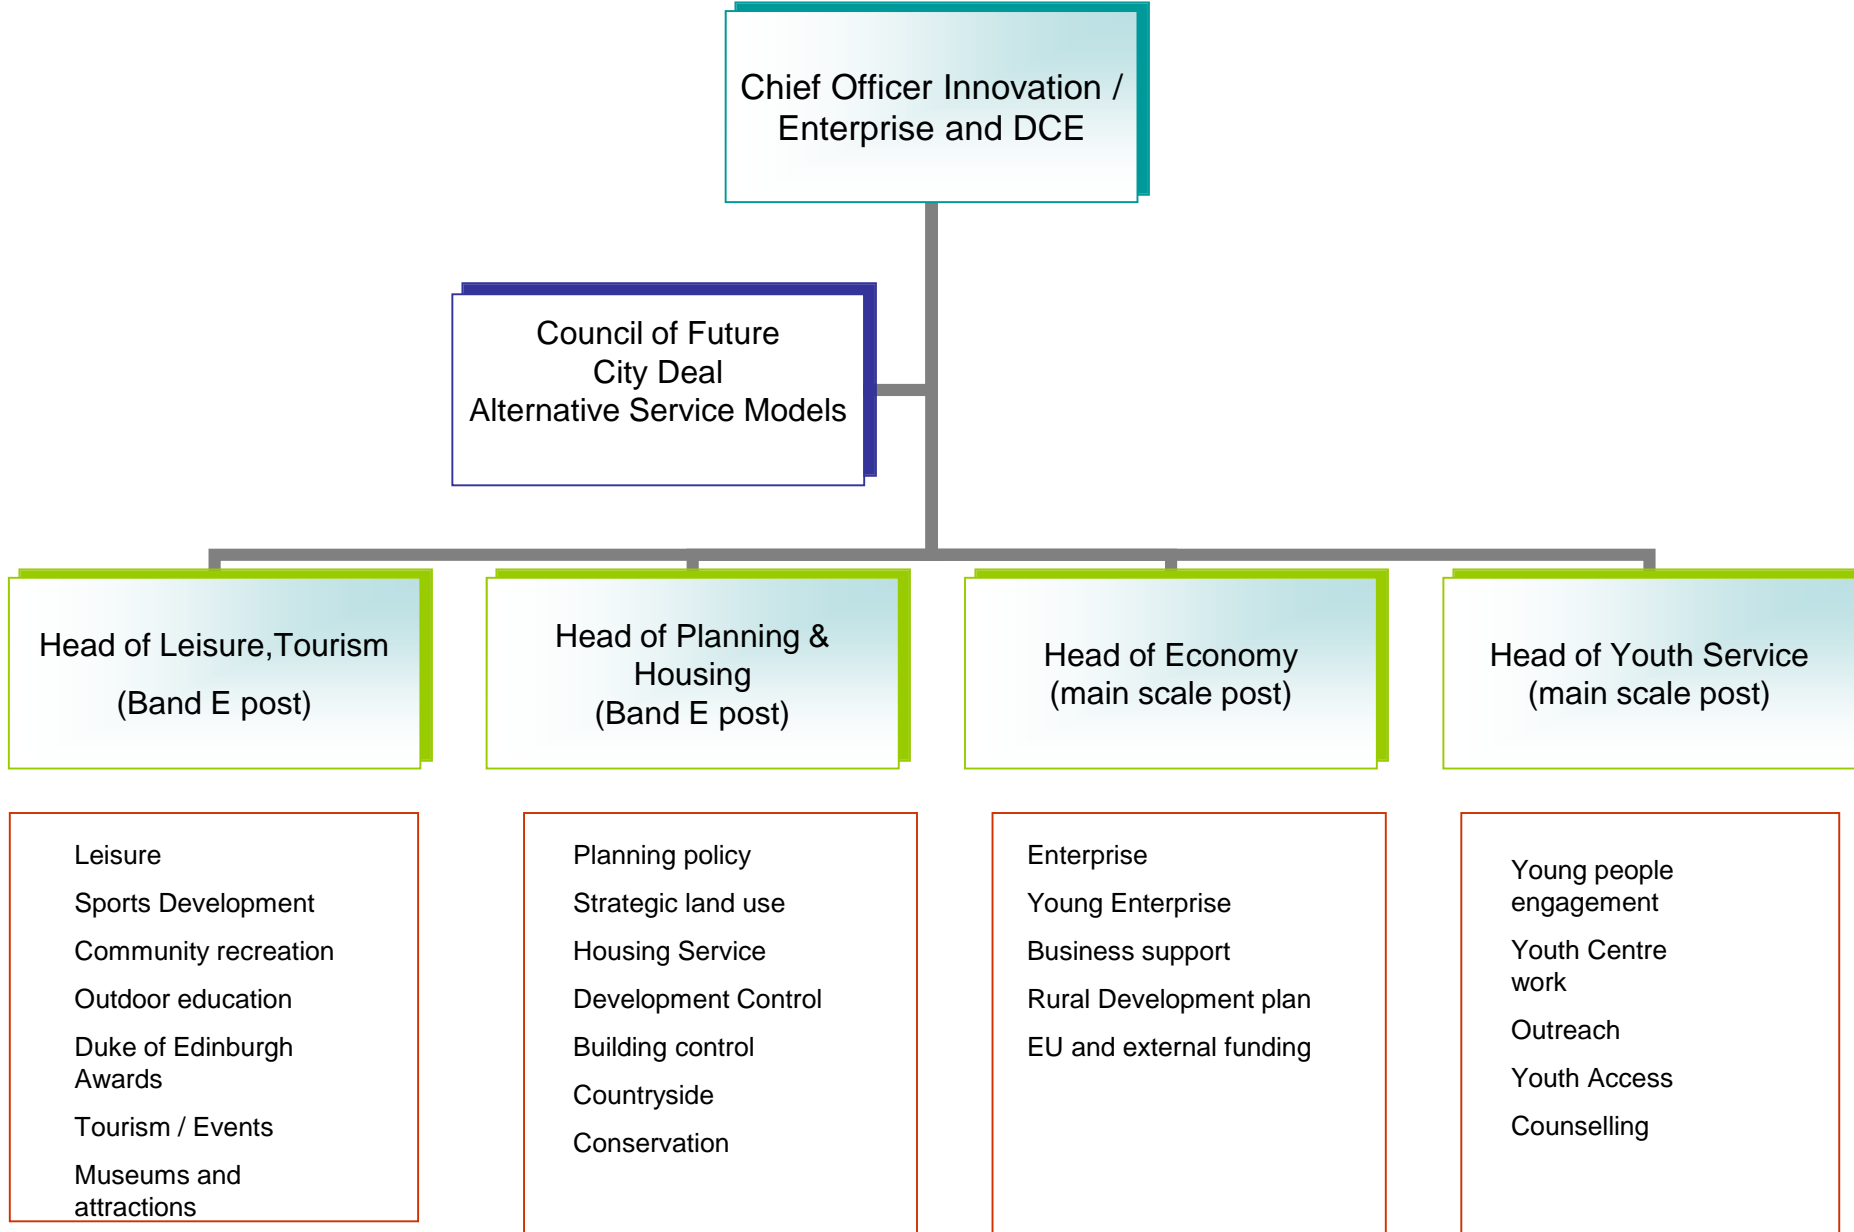 Chief Officer Innovation /
Enterprise and DCE
Council of Future
City Deal
Alternative Service Models
Head of Leisure,Tourism
(Band E post)
Head of Planning &
Housing
(Band E post)
Head of Economy
(main scale post)
Head of Youth Service
(main scale post)
Leisure
Sports Development
Community recreation
Outdoor education
Duke of Edinburgh
Awards
Tourism / Events
Museums and
attractions
Planning policy
Strategic land use
Housing Service
Development Control
Building control
Countryside
Conservation
Enterprise
Young Enterprise
Business support
Rural Development plan
EU and external funding
Young people
engagement
Youth Centre
work
Outreach
Youth Access
Counselling